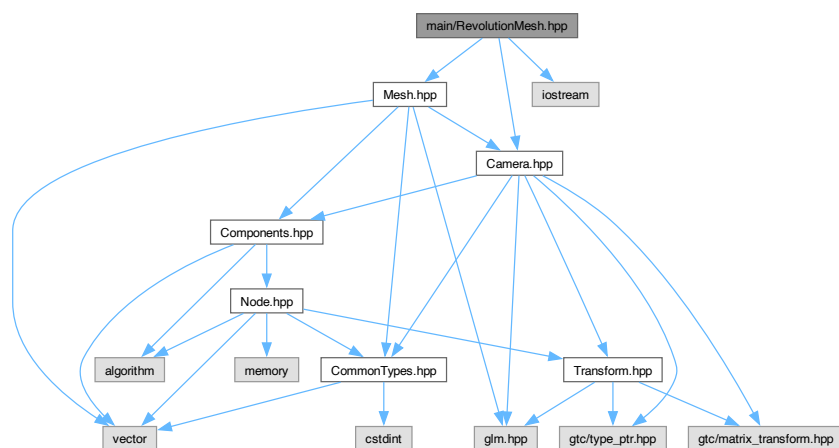 main/RevolutionMesh.hpp
Mesh.hpp
iostream
Camera.hpp
Components.hpp
Node.hpp
algorithm
memory
CommonTypes.hpp
Transform.hpp
vector
cstdint
glm.hpp
gtc/type_ptr.hpp
gtc/matrix_transform.hpp